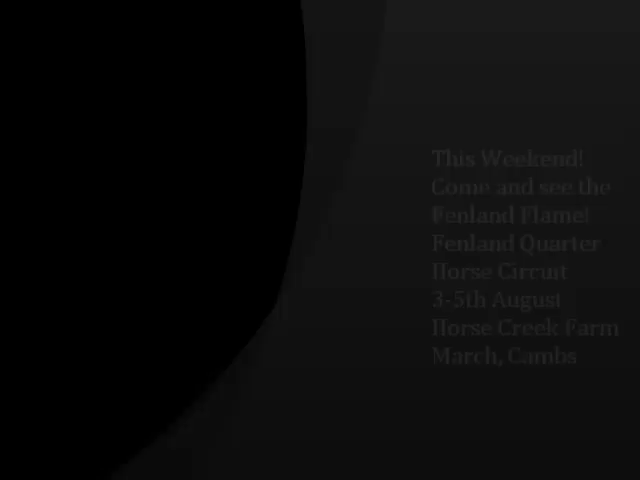 This Weekend!
Come and see the
Fenland Flame!
Fenland Quarter
Horse Circuit
3-5th August
Horse Creek Farm
March, Cambs